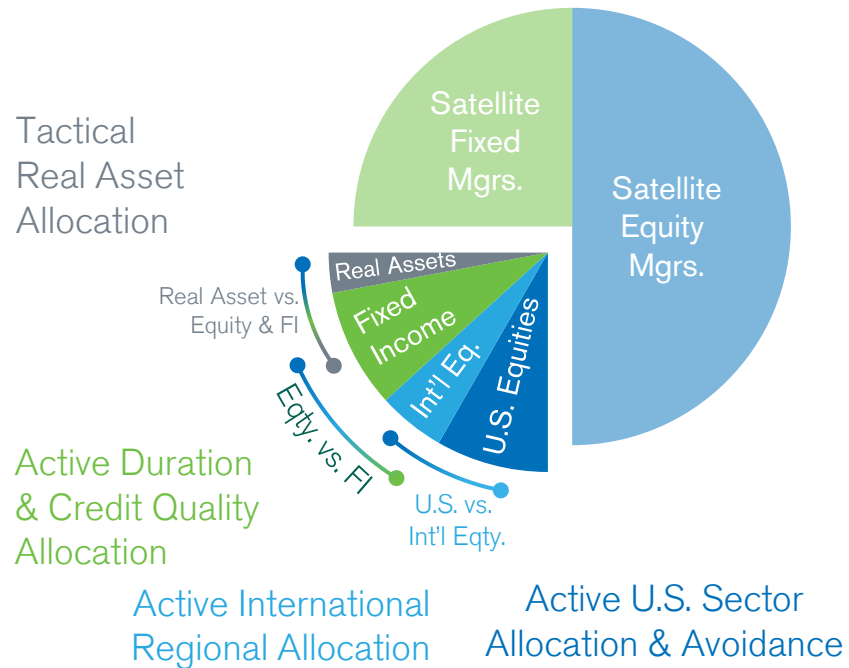 Satellite
Fixed
Mgrs.
Satellite
Equity
Mgrs.
Tactical
Real Asset
Allocation
Real Assets
Fixed
Income
Int'l Eq.
U.S. Equities
Real Asset vs.
Equity & FI
Eqty. vs. FI
U.S. vs.
Int'l Eqty.
Active Duration
& Credit Quality
Allocation
Active International
Regional Allocation
Active U.S. Sector
Allocation & Avoidance